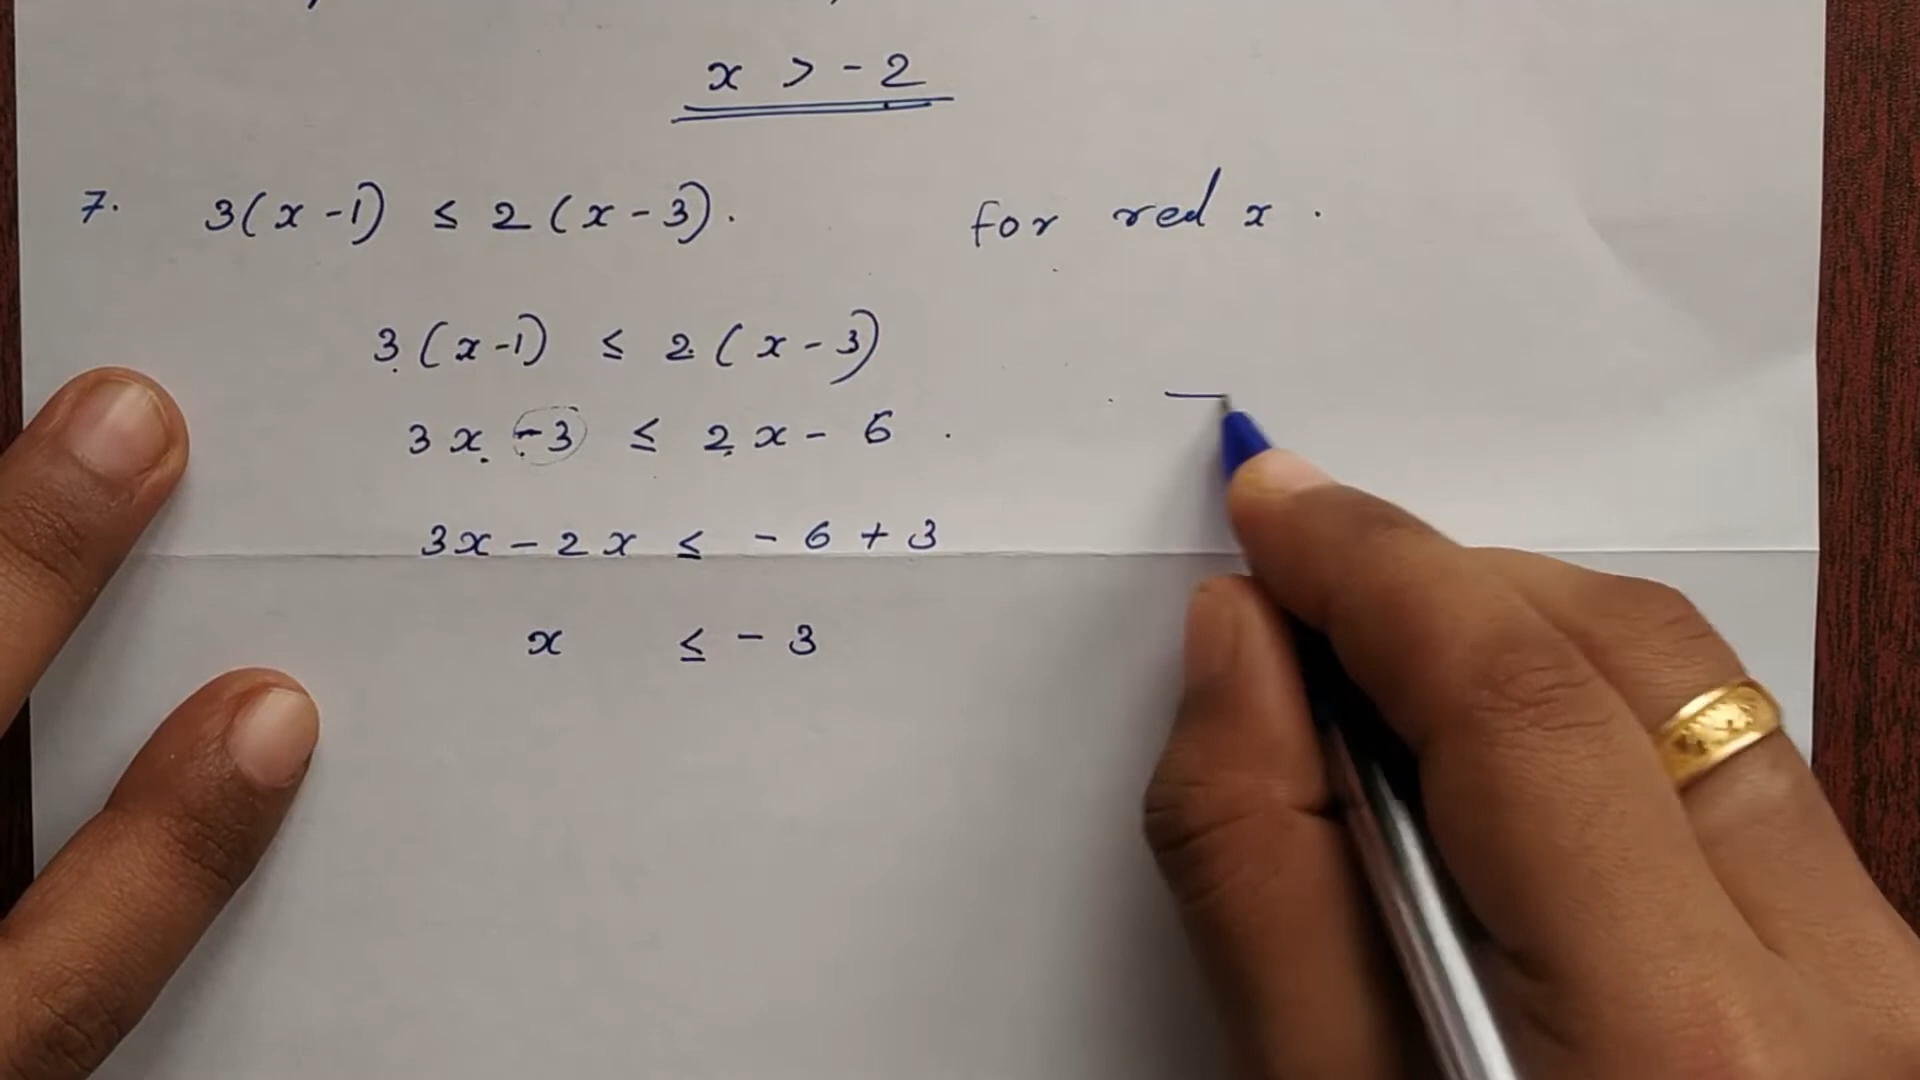 x > - 2
7. 3(x-1) ≤ 2(x-3). for real x.
3(x-1) ≤ 2(x-3)
3x -3 ≤ 2x - 6
3x - 2x ≤ - 6 + 3
x ≤ - 3